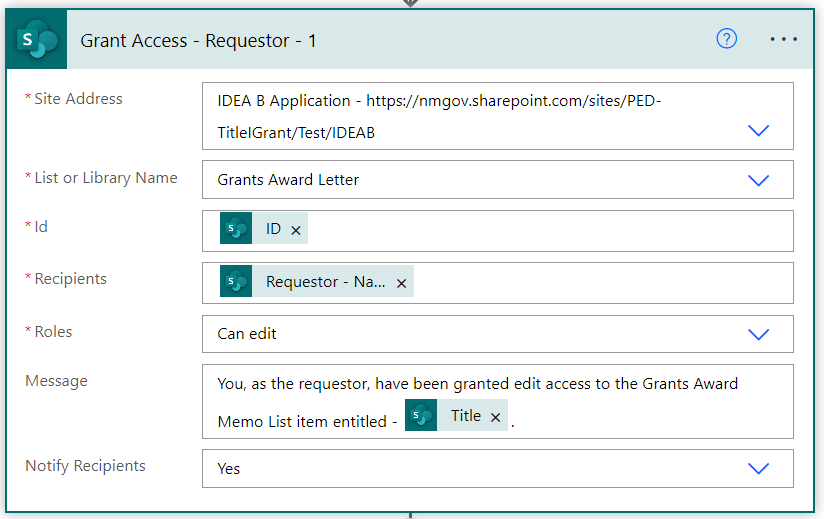 Grant Access - Requestor - 1
* Site Address
IDEA B Application - https://nmgov.sharepoint.com/sites/PED-
TitleIGrant/Test/IDEAB
* List or Library Name
Grants Award Letter
* Id
ID ×
* Recipients
Requestor - Na... ×
* Roles
Can edit
Message
You, as the requestor, have been granted edit access to the Grants Award
Memo List item entitled - Title × .
Notify Recipients
Yes